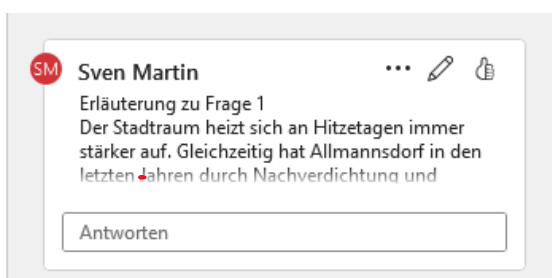 SM
Sven Martin
Erläuterung zu Frage 1
Der Stadtraum heizt sich an Hitzetagen immer
stärker auf. Gleichzeitig hat Allmannsdorf in den
letzten Jahren durch Nachverdichtung und
Antworten